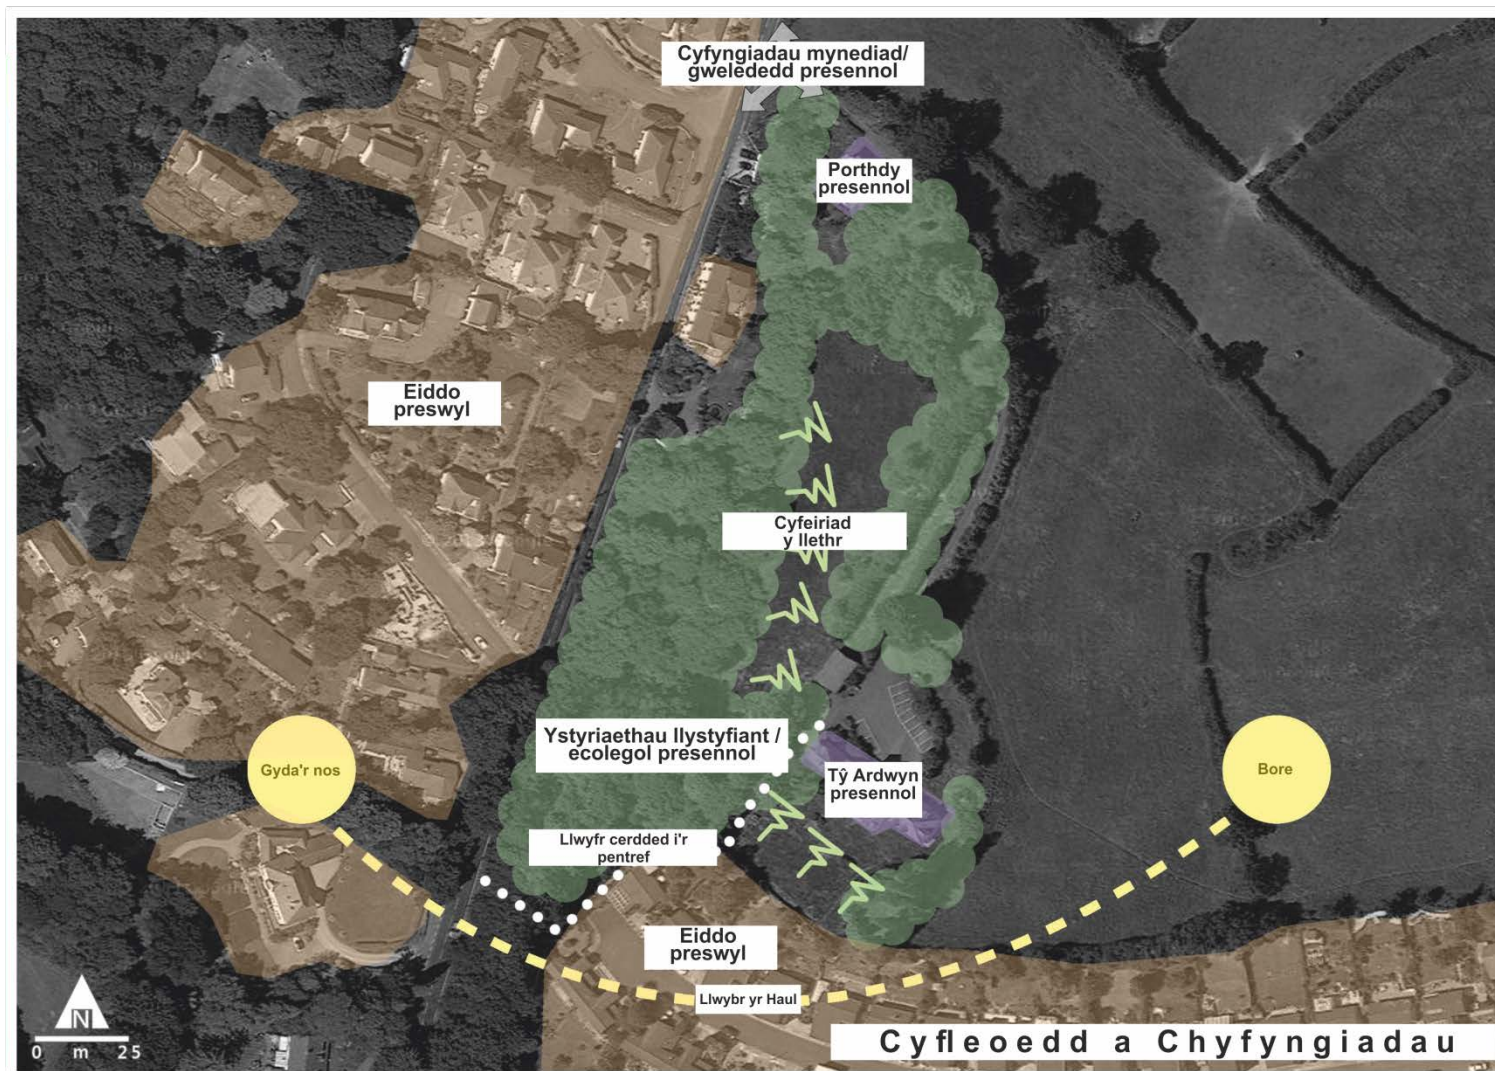 Cyfyngiadau mynediad/
gwelededd presennol
Porthdy
presennol
Eiddo
preswyl
Cyfeiriad
y llethr
Ystyriaethau llystyfiant /
ecolegol presennol
Gyda'r nos
Tŷ Ardwyn
presennol
Bore
Llwyfr cerdded i'r
pentref
Eiddo
preswyl
Llwybr yr Haul
N
0 m 25
Cyfleoedd a Chyfyngiadau